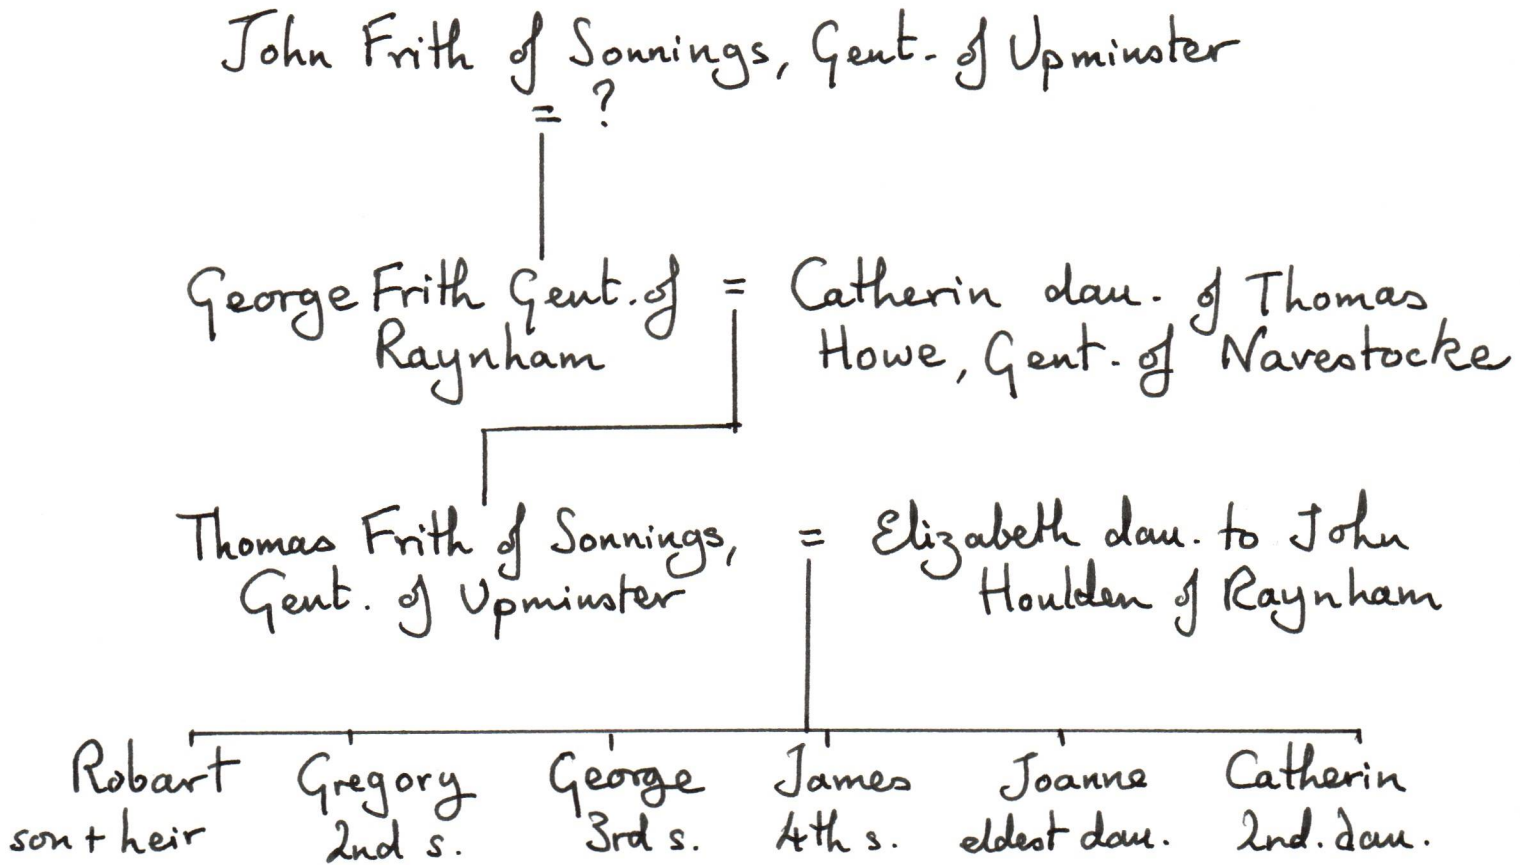 John Frith of Sonnings, Gent. of Upminster
= ?
George Frith Gent. of = Catherin dau. of Thomas
Raynham Howe, Gent. of Navestocke
Thomas Frith of Sonnings, = Elizabeth dau. to John
Gent. of Upminster Houlden of Raynham
Robart Gregory George James Joanne Catherin
son + heir 2nd s. 3rd s. 4th s. eldest dau. 2nd. dau.